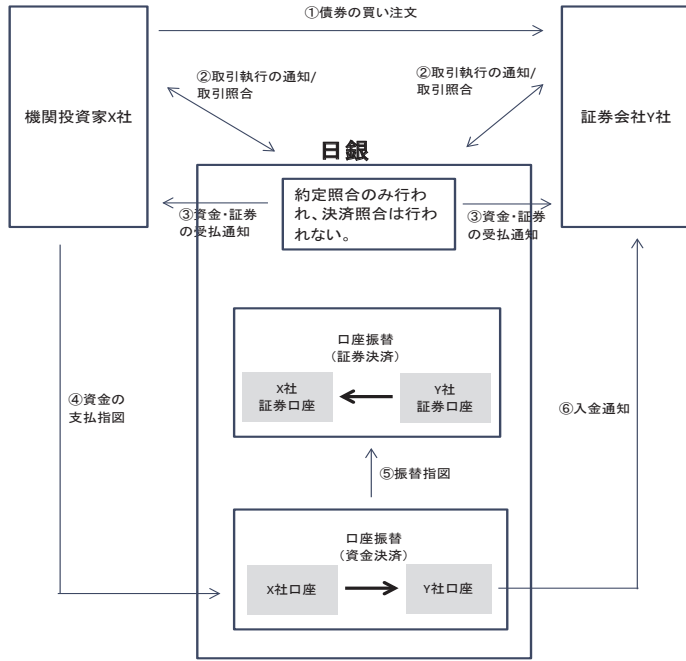 ①債券の買い注文
②取引執行の通知/
取引照合
②取引執行の通知/
取引照合
機関投資家X社
証券会社Y社
日銀
約定照合のみ行わ
れ、決済照合は行わ
れない。
③資金・証券
の受払通知
③資金・証券
の受払通知
口座振替
（証券決済）
X社
証券口座
Y社
証券口座
④資金の
支払指図
⑥入金通知
⑤振替指図
口座振替
（資金決済）
X社口座
Y社口座